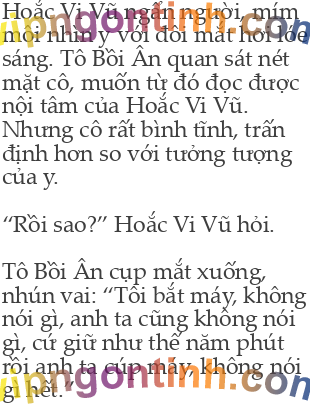 Hoắc Vi Vũ ngẩn người, mím
môi nhìn y với đôi mắt hơi lóe
sáng. Tô Bồi Ân quan sát nét
mặt cô, muốn từ đó đọc được
nội tâm của Hoắc Vi Vũ.
Nhưng cô rất bình tĩnh, trấn
định hơn so với tưởng tượng
của y.
“Rồi sao?” Hoắc Vi Vũ hỏi.
Tô Bồi Ân cụp mắt xuống,
nhún vai: “Tôi bắt máy, không
nói gì, anh ta cũng không nói
gì, cứ giữ như thế năm phút
rồi anh ta cúp máy, không nói
gì hết.”
vipngontinh.com
vipngontinh.com